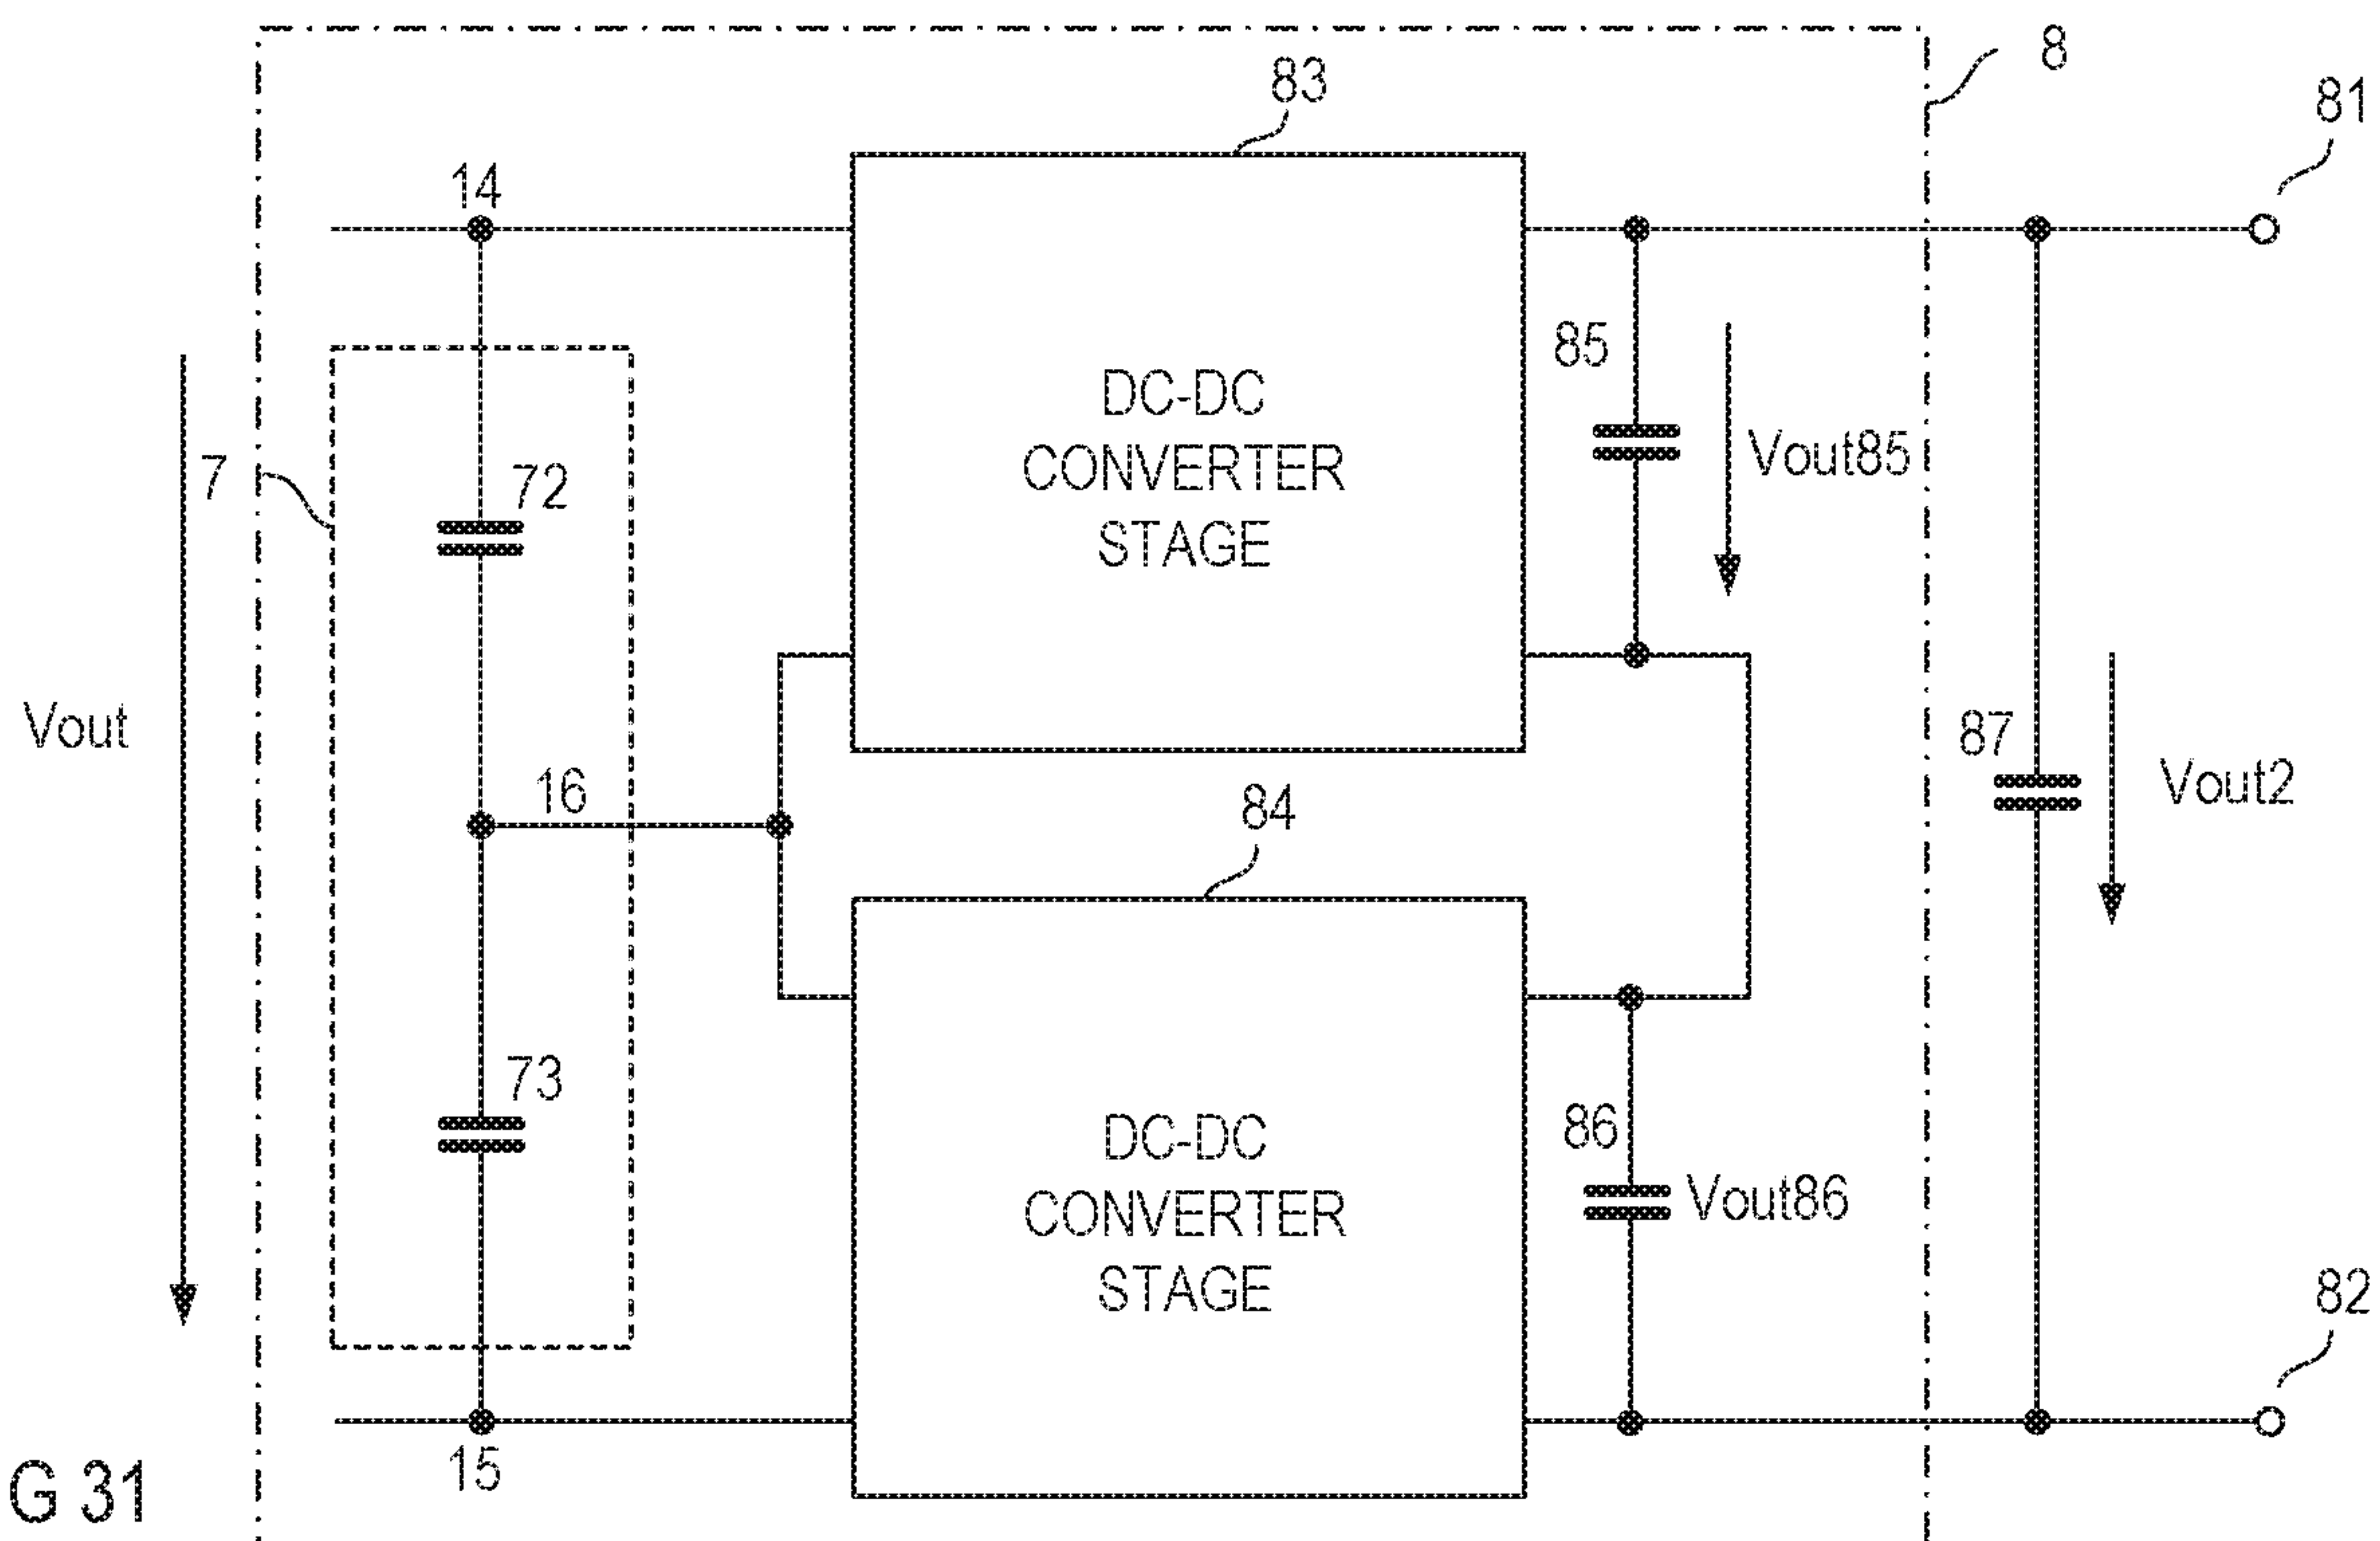 83
8
81
14
85
DC-DC
CONVERTER
STAGE
Vout85
7
72
Vout
16
87
Vout2
84
73
86
DC-DC
CONVERTER
STAGE
Vout86
82
15
G 31